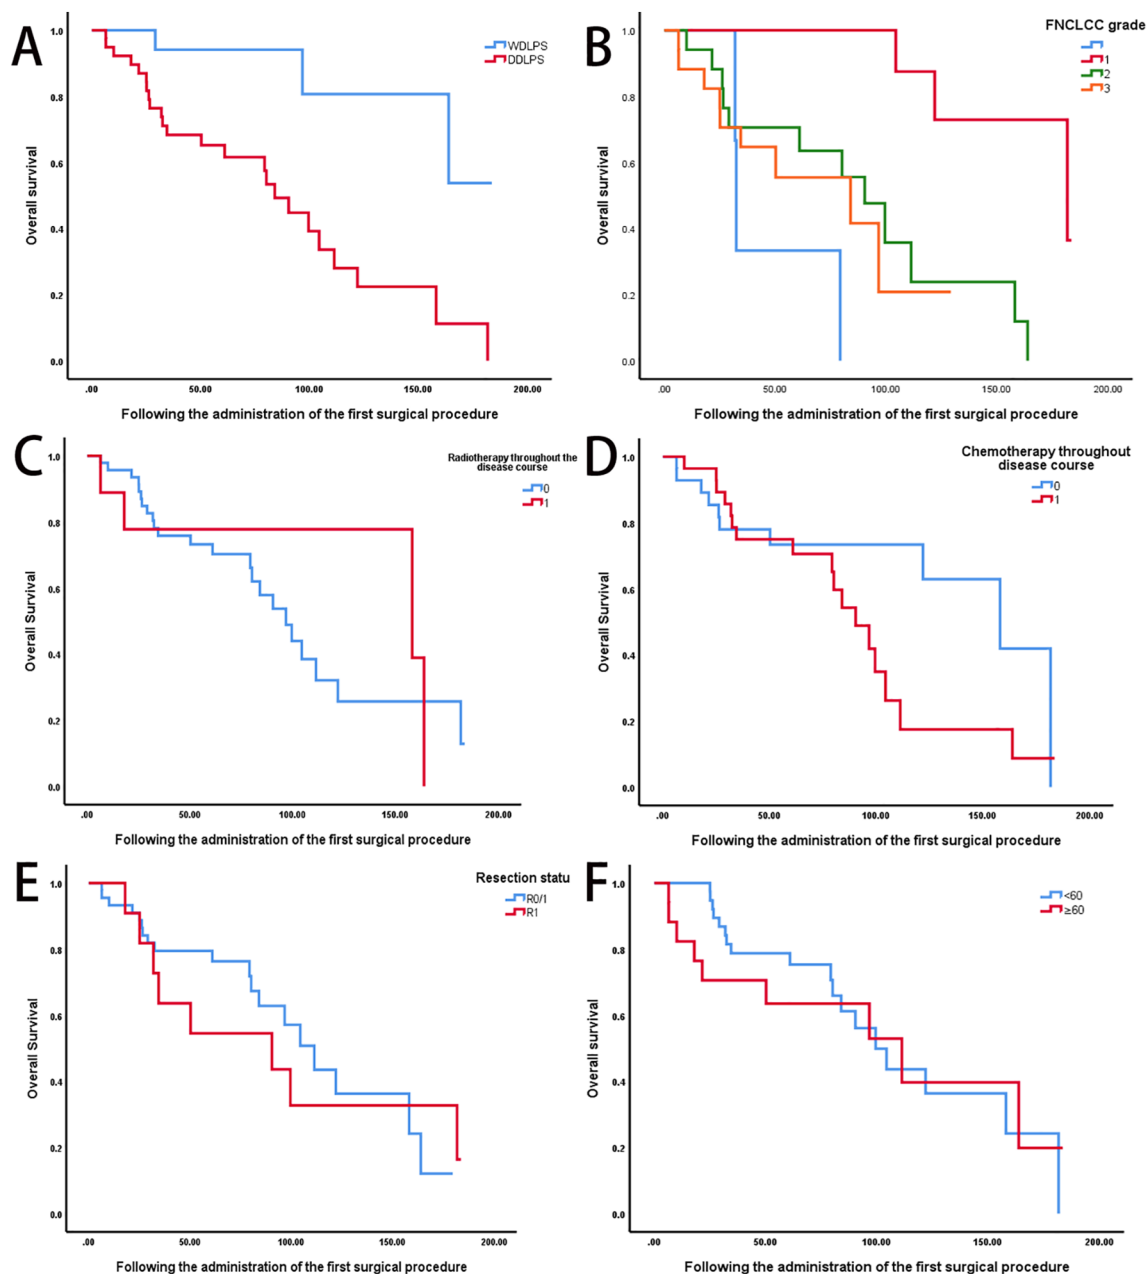 A
WDLPS
DDLPS
1.0
0.8
0.6
0.4
0.2
0.0
Overall survival
.00 50.00 100.00 150.00 200.00
Following the administration of the first surgical procedure
B
FNCLCC grade
1
2
3
1.0
0.8
0.6
0.4
0.2
0.0
Overall survival
.00 50.00 100.00 150.00 200.00
Following the administration of the first surgical procedure
C
Radiotherapy throughout the
disease course
0
1
1.0
0.8
0.6
0.4
0.2
0.0
Overall Survival
.00 50.00 100.00 150.00 200.00
Following the administration of the first surgical procedure
D
Chemotherapy throughout
disease course
0
1
1.0
0.8
0.6
0.4
0.2
0.0
Overall Survival
.00 50.00 100.00 150.00 200.00
Following the administration of the first surgical procedure
E
Resection statu
R0/1
R1
1.0
0.8
0.6
0.4
0.2
0.0
Overall Survival
.00 50.00 100.00 150.00 200.00
Following the administration of the first surgical procedure
F
<60
≥60
1.0
0.8
0.6
0.4
0.2
0.0
Overall survival
.00 50.00 100.00 150.00 200.00
Following the administration of the first surgical procedure